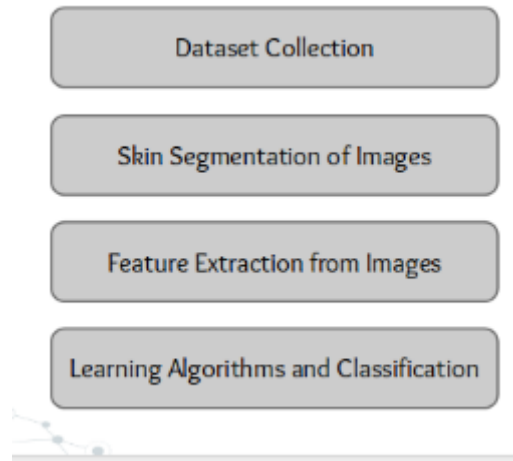 Dataset Collection
Skin Segmentation of Images
Feature Extraction from Images
Learning Algorithms and Classification